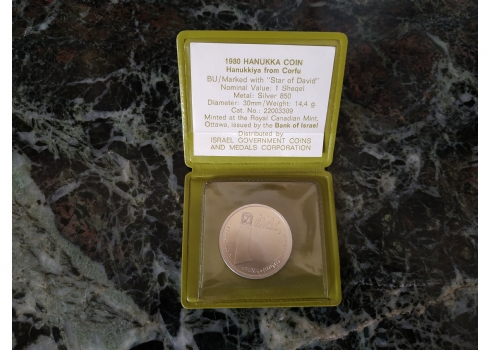 1980 HANUKKA COIN
Hanukkiya from Corfu
BU/Marked with "Star of David"
Nominal Value: 1 Sheqel
Metal: Silver 850
Diameter: 30mm/Weight: 14,4 g.
Cat. No.: 22003309
Minted at the Royal Canadian Mint,
Ottawa, issued by the Bank of Israel
Distributed by
ISRAEL GOVERNMENT COINS
AND MEDALS CORPORATION